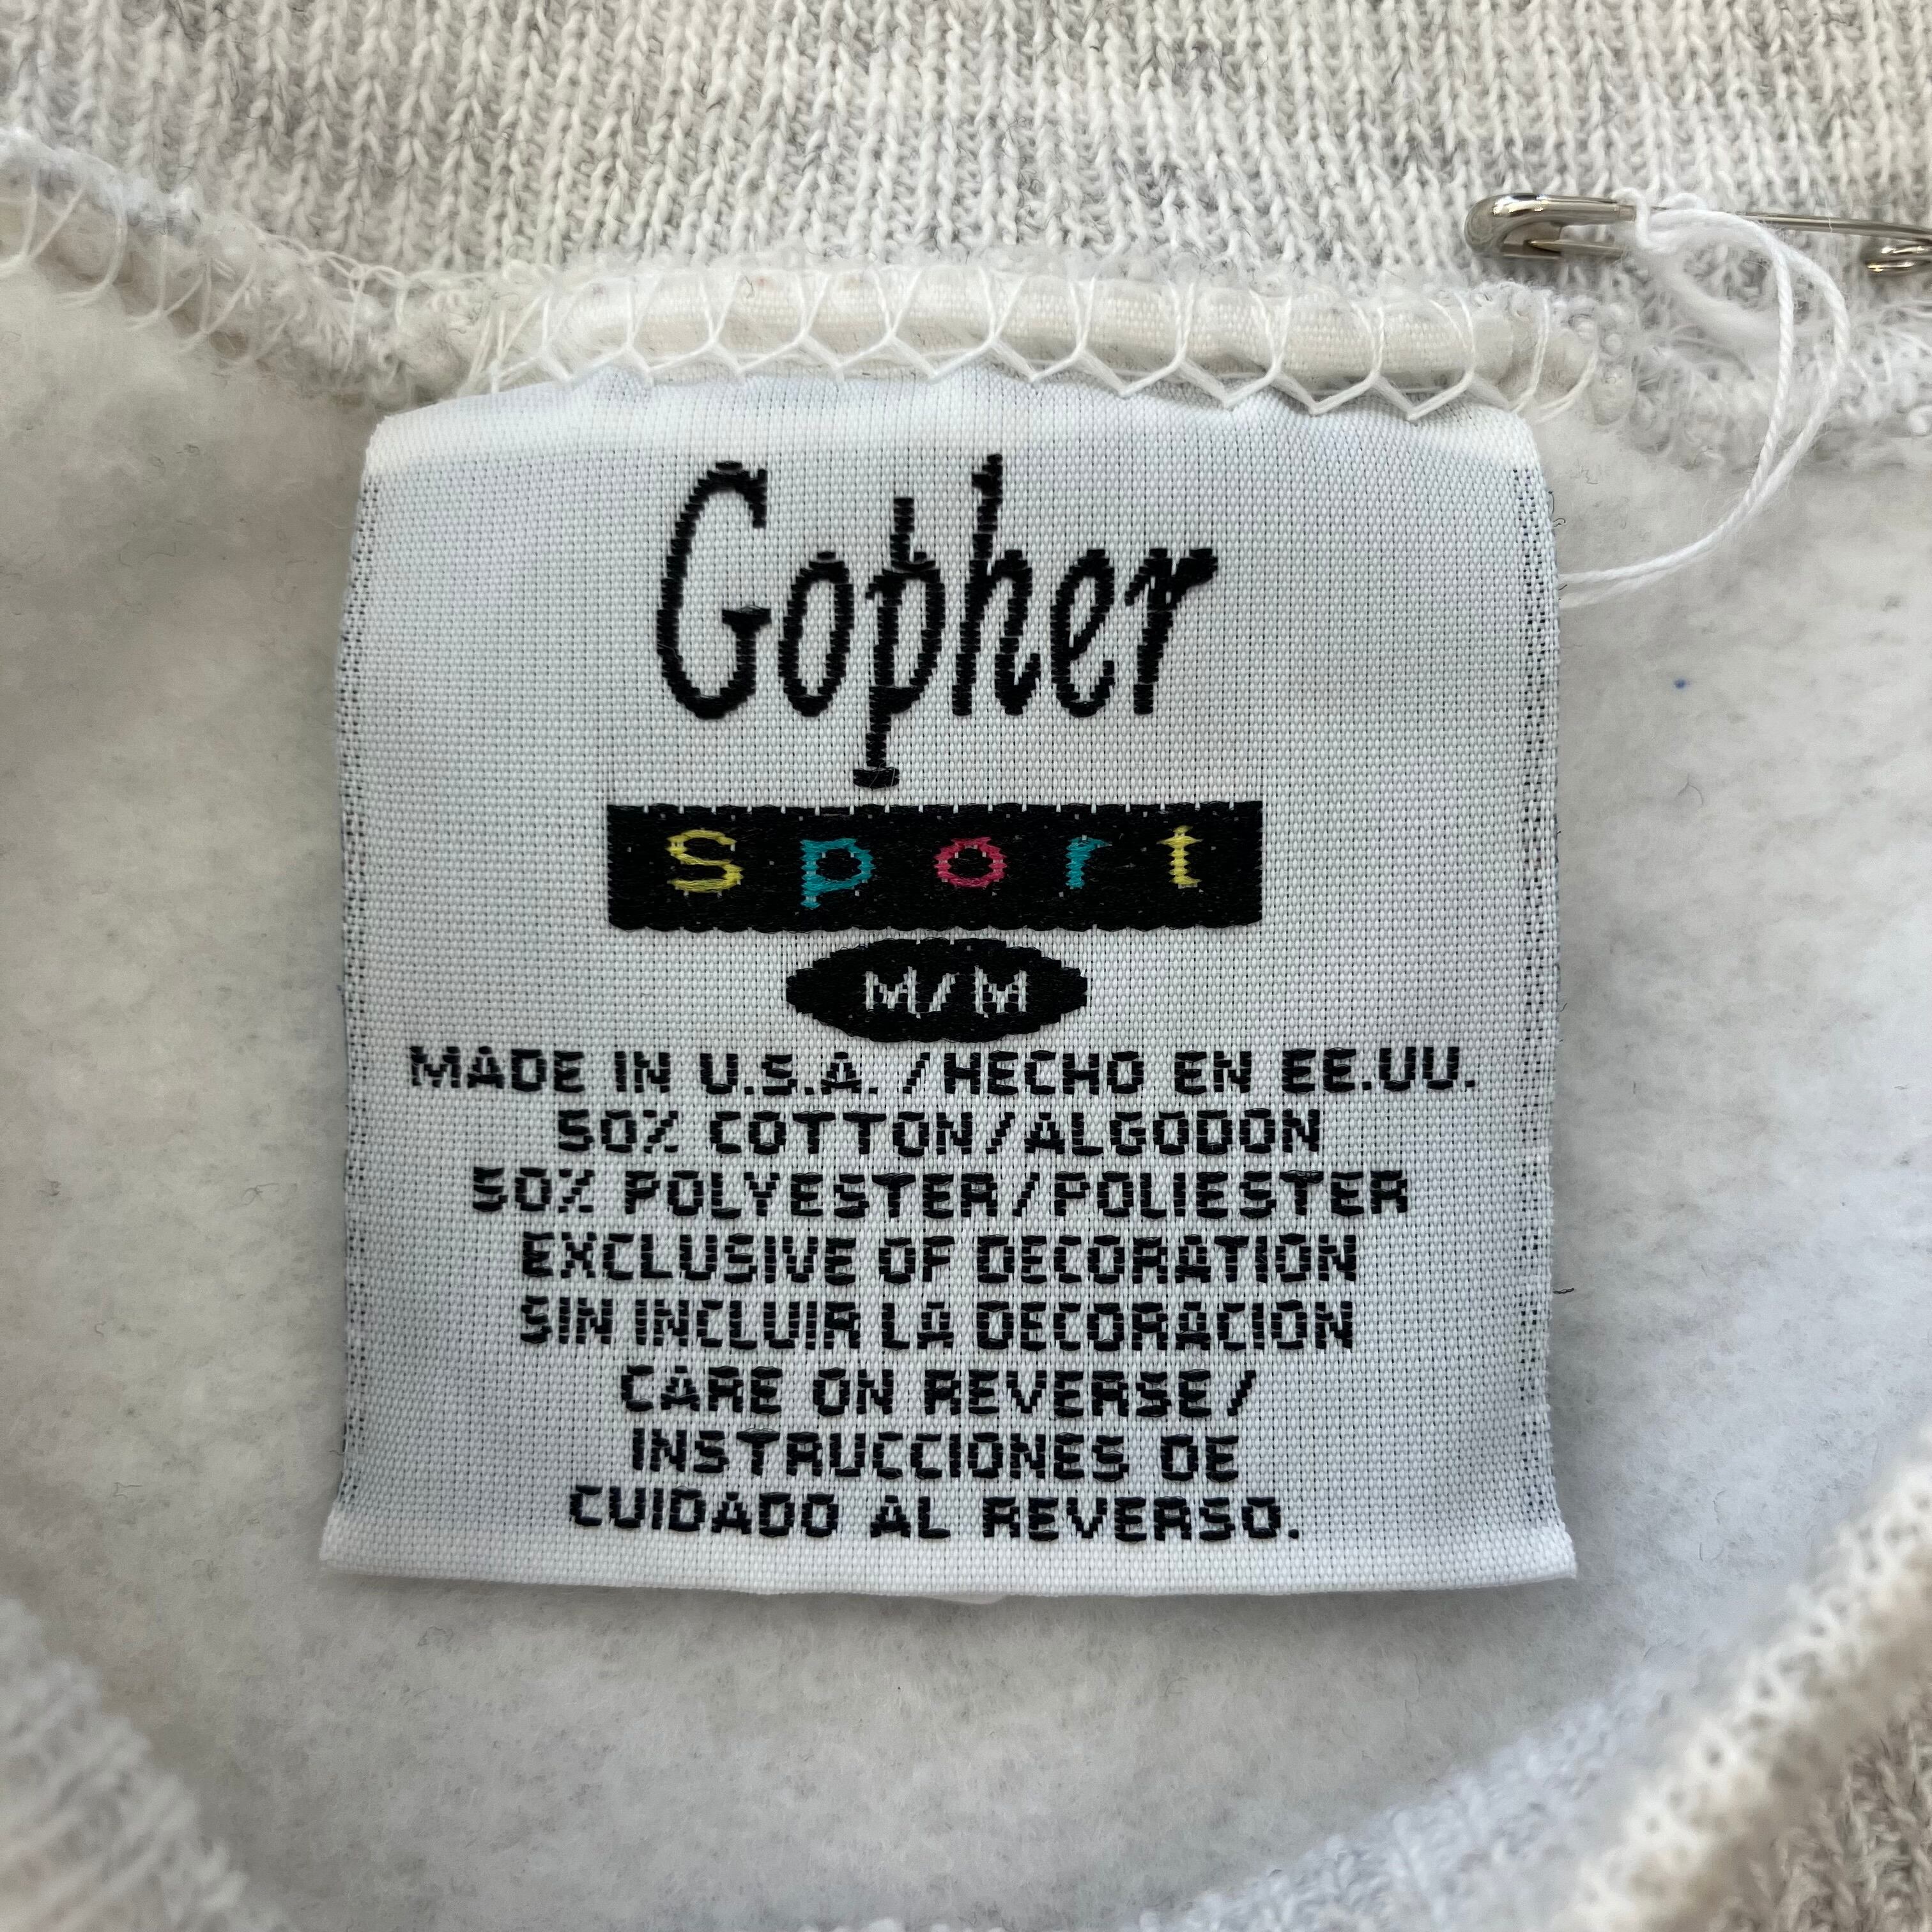 Gopher
sport
M/M
MADE IN U.S.A. /HECHO EN EE.UU.
50% COTTON/ALGODON
50% POLYESTER/POLIESTER
EXCLUSIVE OF DECORATION
SIN INCLUIR LA DECORACION
CARE ON REVERSE/
INSTRUCCIONES DE
CUIDADO AL REVERSO.